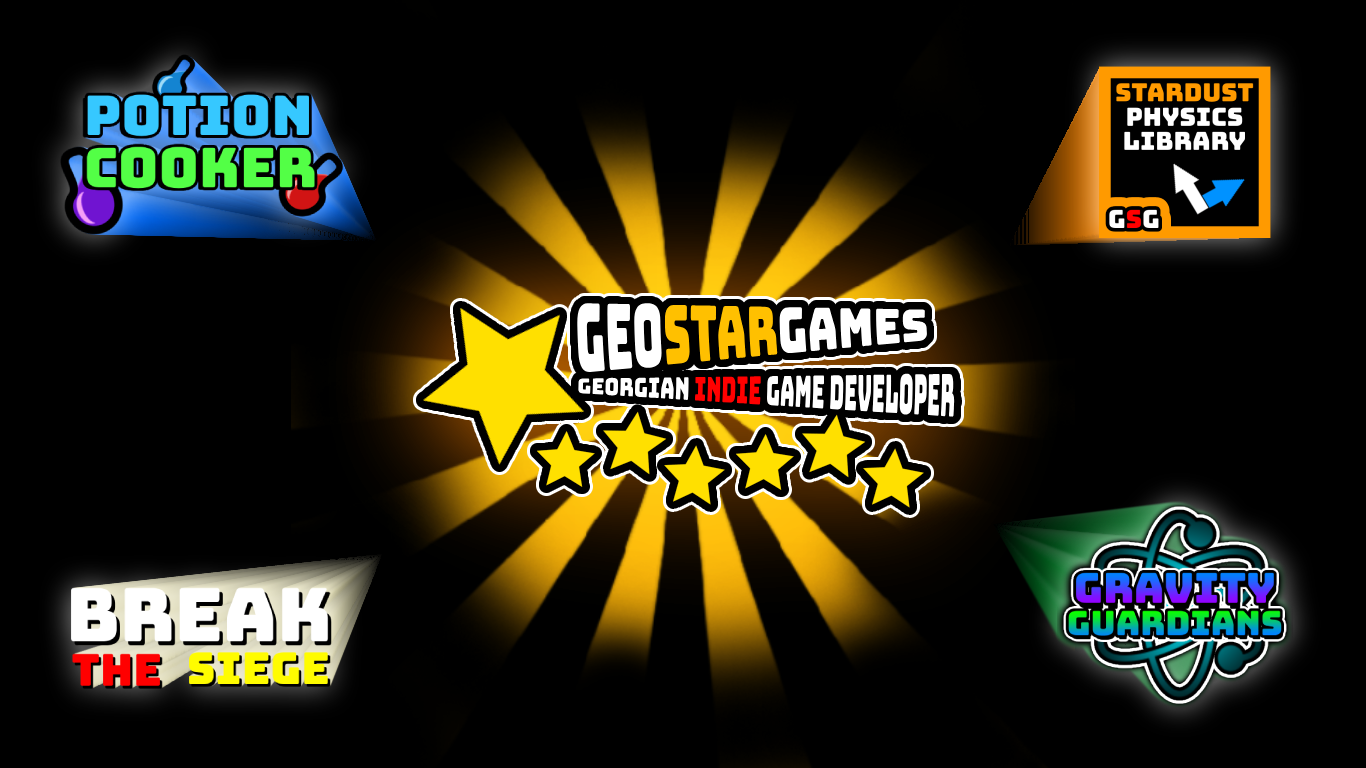 POTION
COOKER
STARDUST
PHYSICS
LIBRARY
GSG
GEOSTARGAMES
GEORGIAN INDIE GAME DEVELOPER
BREAK
THE SIEGE
GRAVITY
GUARDIANS